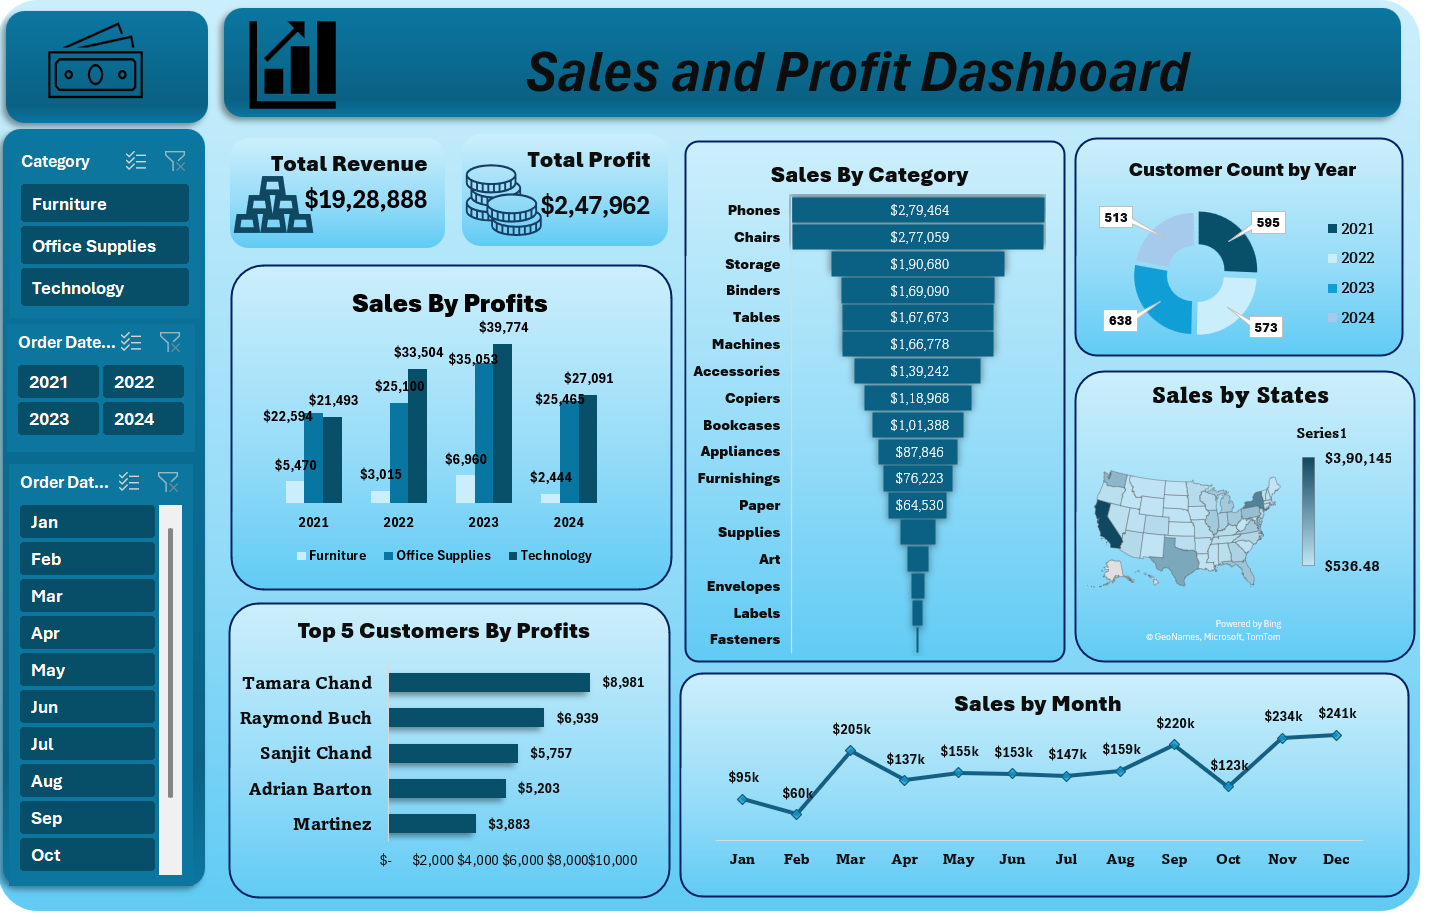 Sales and Profit Dashboard
Category
Furniture
Office Supplies
Technology
Order Date...
2021 2022
2023 2024
Order Dat...
Jan
Feb
Mar
Apr
May
Jun
Jul
Aug
Sep
Oct
Total Revenue
$19,28,888
Total Profit
$2,47,962
Sales By Profits
$39,774
$33,504
$35,053
$25,100
$27,091
$21,493
$25,465
$22,594
$5,470
$3,015
$6,960
$2,444
2021 2022 2023 2024
Furniture Office Supplies Technology
Top 5 Customers By Profits
Tamara Chand $8,981
Raymond Buch $6,939
Sanjit Chand $5,757
Adrian Barton $5,203
Martinez $3,883
$- $2,000 $4,000 $6,000 $8,000 $10,000
Sales By Category
Phones $2,79,464
Chairs $2,77,059
Storage $1,90,680
Binders $1,69,090
Tables $1,67,673
Machines $1,66,778
Accessories $1,39,242
Copiers $1,18,968
Bookcases $1,01,388
Appliances $87,846
Furnishings $76,223
Paper $64,530
Supplies
Art
Envelopes
Labels
Fasteners
Customer Count by Year
513 595
638 573
2021
2022
2023
2024
Sales by States
Series1
$3,90,145
$536.48
Powered by Bing
© GeoNames, Microsoft, TomTom
Sales by Month
$95k $60k $205k $137k $155k $153k $147k $159k $220k $123k $234k $241k
Jan Feb Mar Apr May Jun Jul Aug Sep Oct Nov Dec